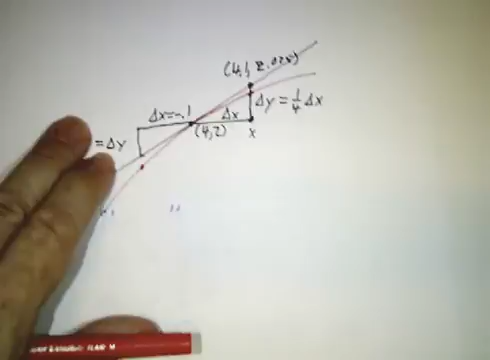 (4.1, 2.025)
Δx=-.1
Δx
Δy = 1/4 Δx
= Δy
(4,2)
x